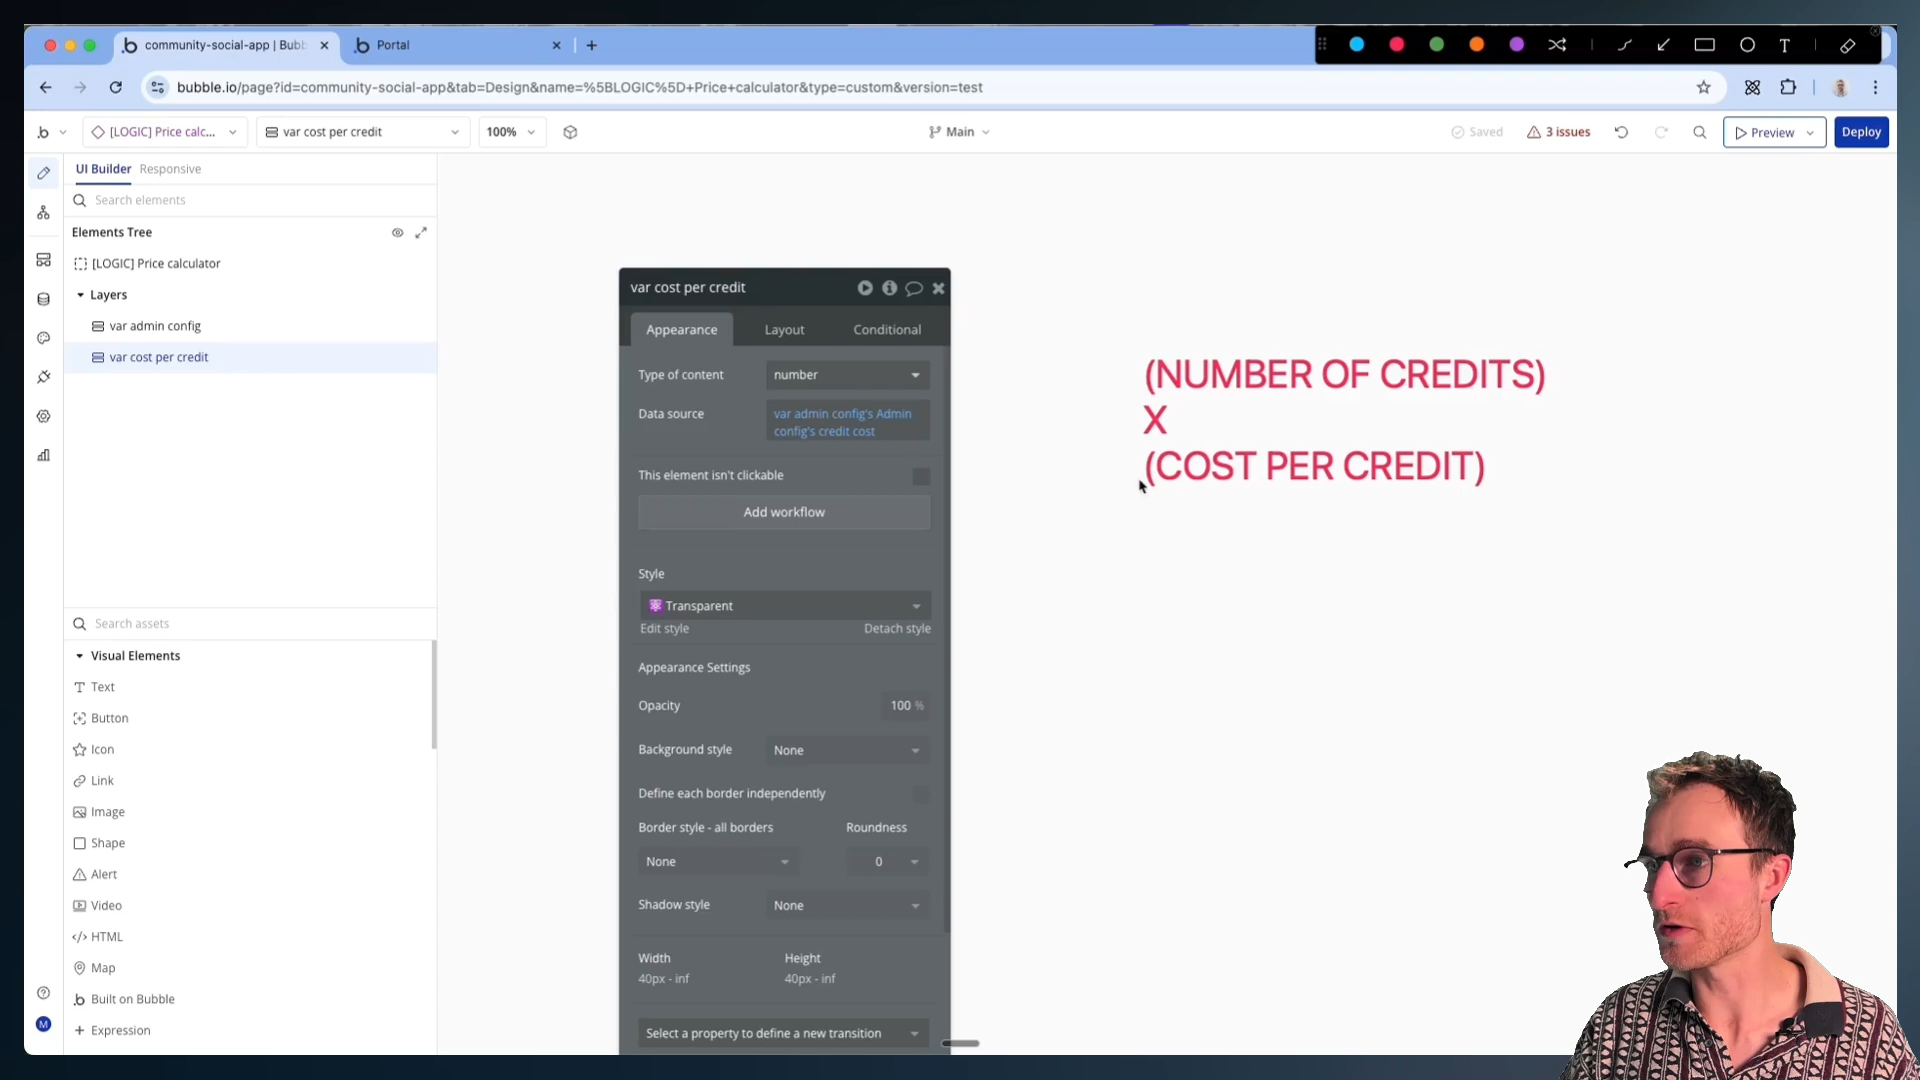 community-social-app | Bubb
Portal
bubble.io/page?id=community-social-app&tab=Design&name=%5BLOGIC%5D+Price+calculator&type=custom&version=test
[LOGIC] Price calc...
var cost per credit
100%
Main
Saved
3 issues
Preview
Deploy
UI Builder
Responsive
Search elements
Elements Tree
[LOGIC] Price calculator
Layers
var admin config
var cost per credit
Search assets
Visual Elements
Text
Button
Icon
Link
Image
Shape
Alert
Video
HTML
Map
Built on Bubble
Expression
M
var cost per credit
Appearance
Layout
Conditional
Type of content
number
Data source
var admin config's Admin
config's credit cost
This element isn't clickable
Add workflow
Style
Transparent
Edit style
Detach style
Appearance Settings
Opacity
100 %
Background style
None
Define each border independently
Border style - all borders
Roundness
None
0
Shadow style
None
Width
Height
40px - inf
40px - inf
Select a property to define a new transition
(NUMBER OF CREDITS)
X
(COST PER CREDIT)